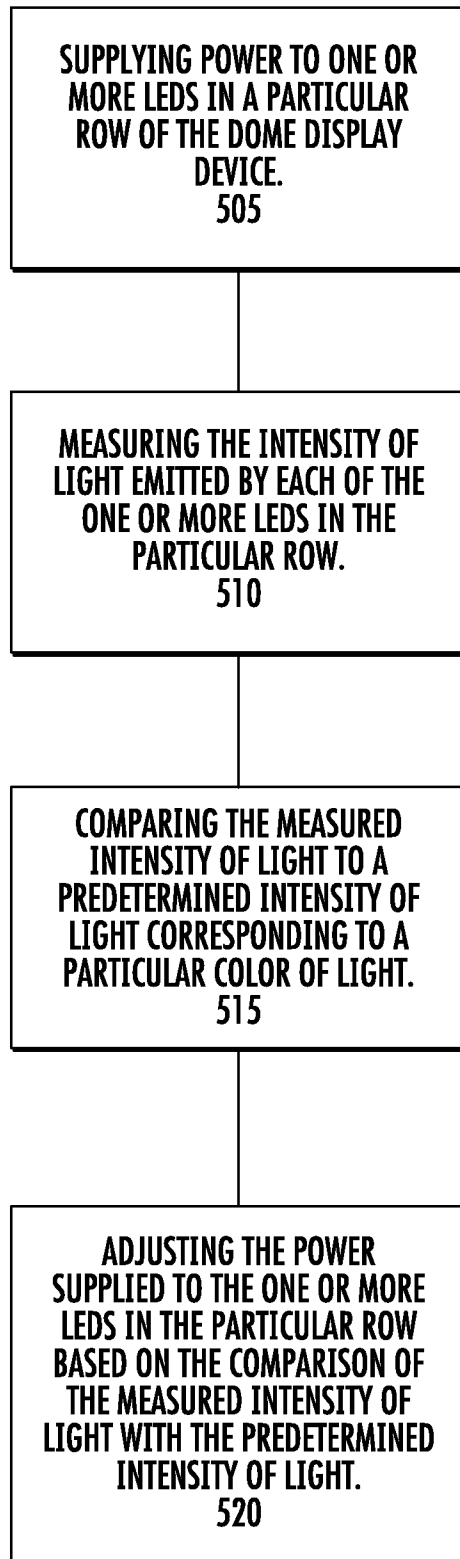 SUPPLYING POWER TO ONE OR
MORE LEDS IN A PARTICULAR
ROW OF THE DOME DISPLAY
DEVICE.
505
MEASURING THE INTENSITY OF
LIGHT EMITTED BY EACH OF THE
ONE OR MORE LEDS IN THE
PARTICULAR ROW.
510
COMPARING THE MEASURED
INTENSITY OF LIGHT TO A
PREDETERMINED INTENSITY OF
LIGHT CORRESPONDING TO A
PARTICULAR COLOR OF LIGHT.
515
ADJUSTING THE POWER
SUPPLIED TO THE ONE OR MORE
LEDS IN THE PARTICULAR ROW
BASED ON THE COMPARISON OF
THE MEASURED INTENSITY OF
LIGHT WITH THE PREDETERMINED
INTENSITY OF LIGHT.
520